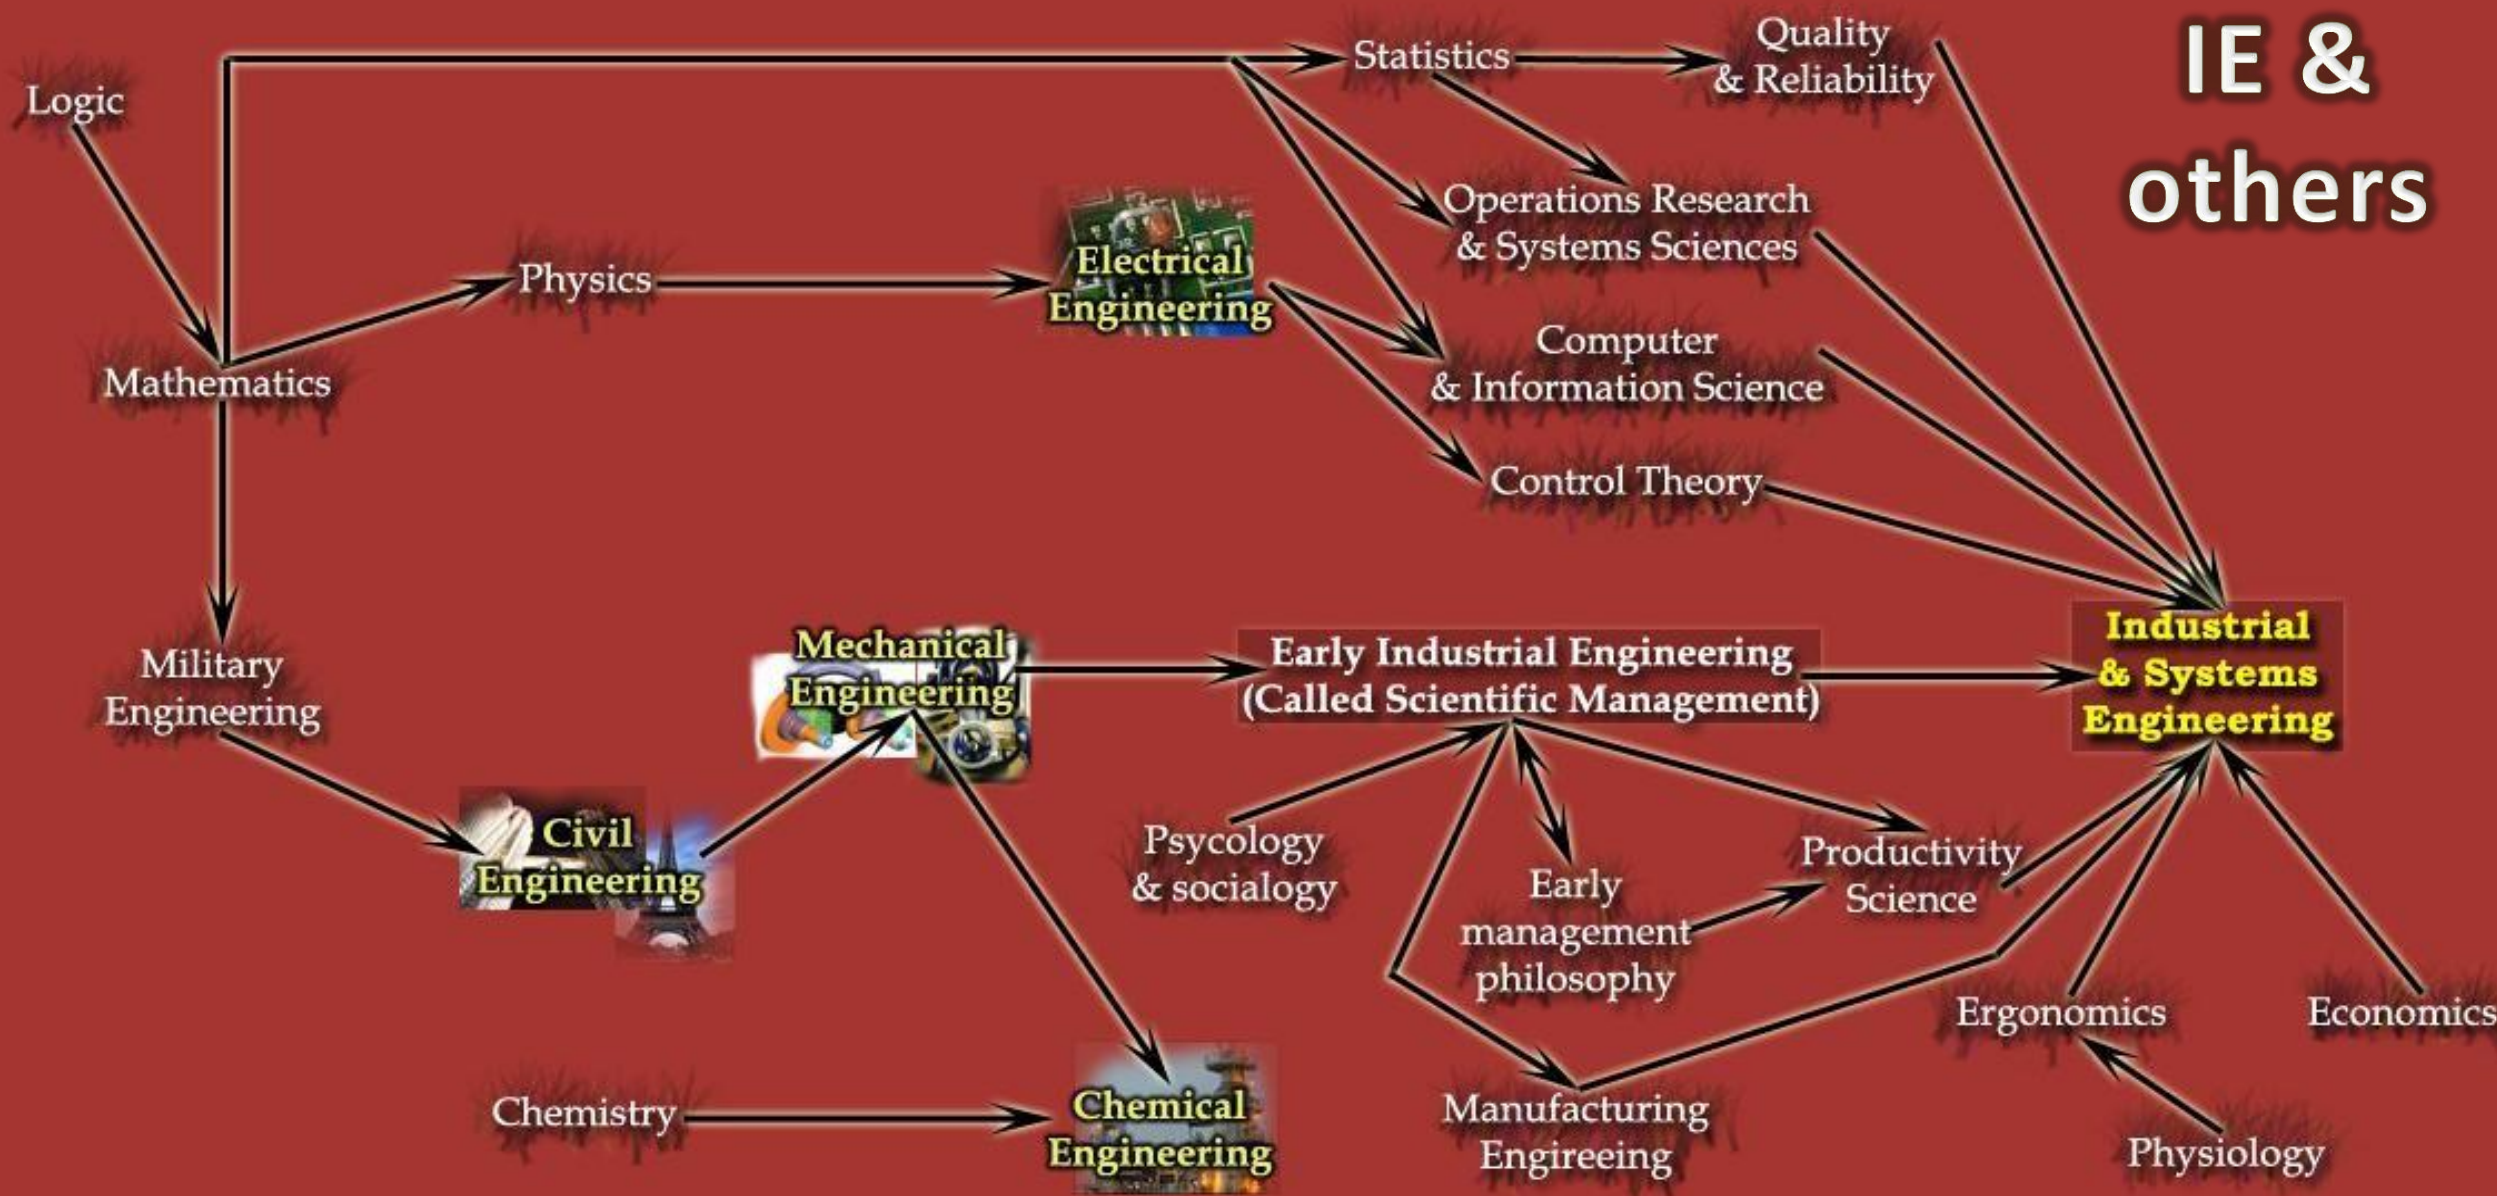 IE &
others
Logic
Statistics
Quality
& Reliability
Operations Research
& Systems Sciences
Physics
Electrical
Engineering
Computer
& Information Science
Mathematics
Control Theory
Military
Engineering
Mechanical
Engineering
Early Industrial Engineering
(Called Scientific Management)
Industrial
& Systems
Engineering
Civil
Engineering
Psycology
& socialogy
Early
management
philosophy
Productivity
Science
Ergonomics
Economics
Chemistry
Chemical
Engineering
Manufacturing
Engireeing
Physiology